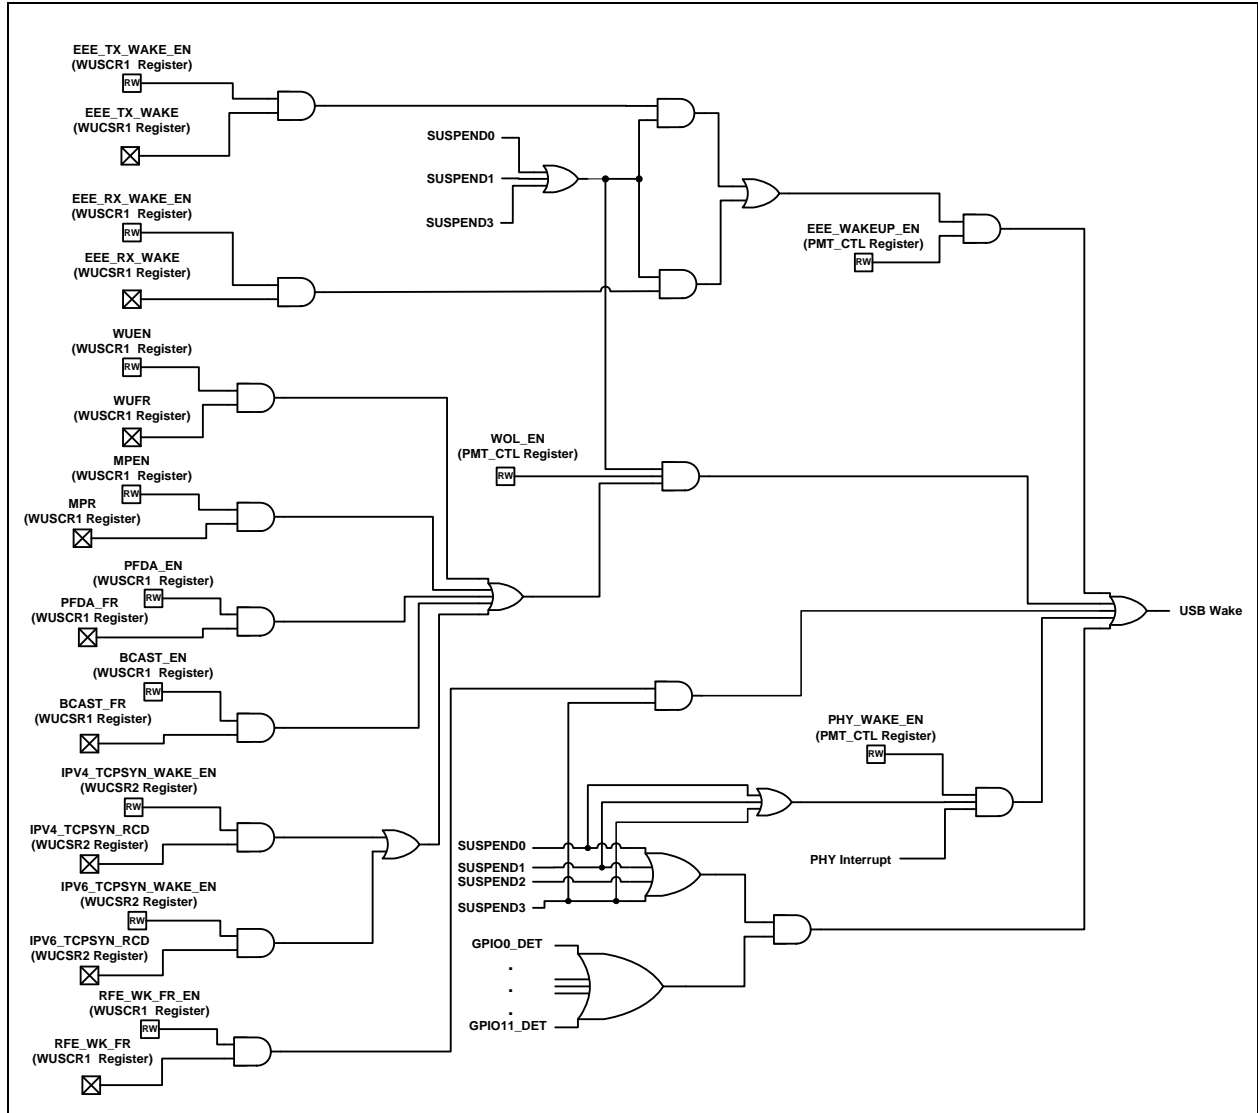 EEE_TX_WAKE_EN
(WUSCR1 Register)
RW
EEE_TX_WAKE
(WUCSR1 Register)
SUSPEND0
SUSPEND1
SUSPEND3
EEE_RX_WAKE_EN
(WUSCR1 Register)
RW
EEE_RX_WAKE
(WUCSR1 Register)
EEE_WAKEUP_EN
(PMT_CTL Register)
RW
WUEN
(WUSCR1 Register)
RW
WUFR
(WUSCR1 Register)
WOL_EN
(PMT_CTL Register)
RW
MPEN
(WUSCR1 Register)
RW
MPR
(WUSCR1 Register)
PFDA_EN
(WUSCR1 Register)
RW
PFDA_FR
(WUSCR1 Register)
USB Wake
BCAST_EN
(WUSCR1 Register)
RW
BCAST_FR
(WUCSR1 Register)
PHY_WAKE_EN
(PMT_CTL Register)
RW
IPV4_TCPSYN_WAKE_EN
(WUCSR2 Register)
RW
IPV4_TCPSYN_RCD
(WUCSR2 Register)
SUSPEND0
SUSPEND1
SUSPEND2
SUSPEND3
PHY Interrupt
IPV6_TCPSYN_WAKE_EN
(WUCSR2 Register)
RW
IPV6_TCPSYN_RCD
(WUCSR2 Register)
GPIO0_DET
.
.
.
GPIO11_DET
RFE_WK_FR_EN
(WUSCR1 Register)
RW
RFE_WK_FR
(WUSCR1 Register)